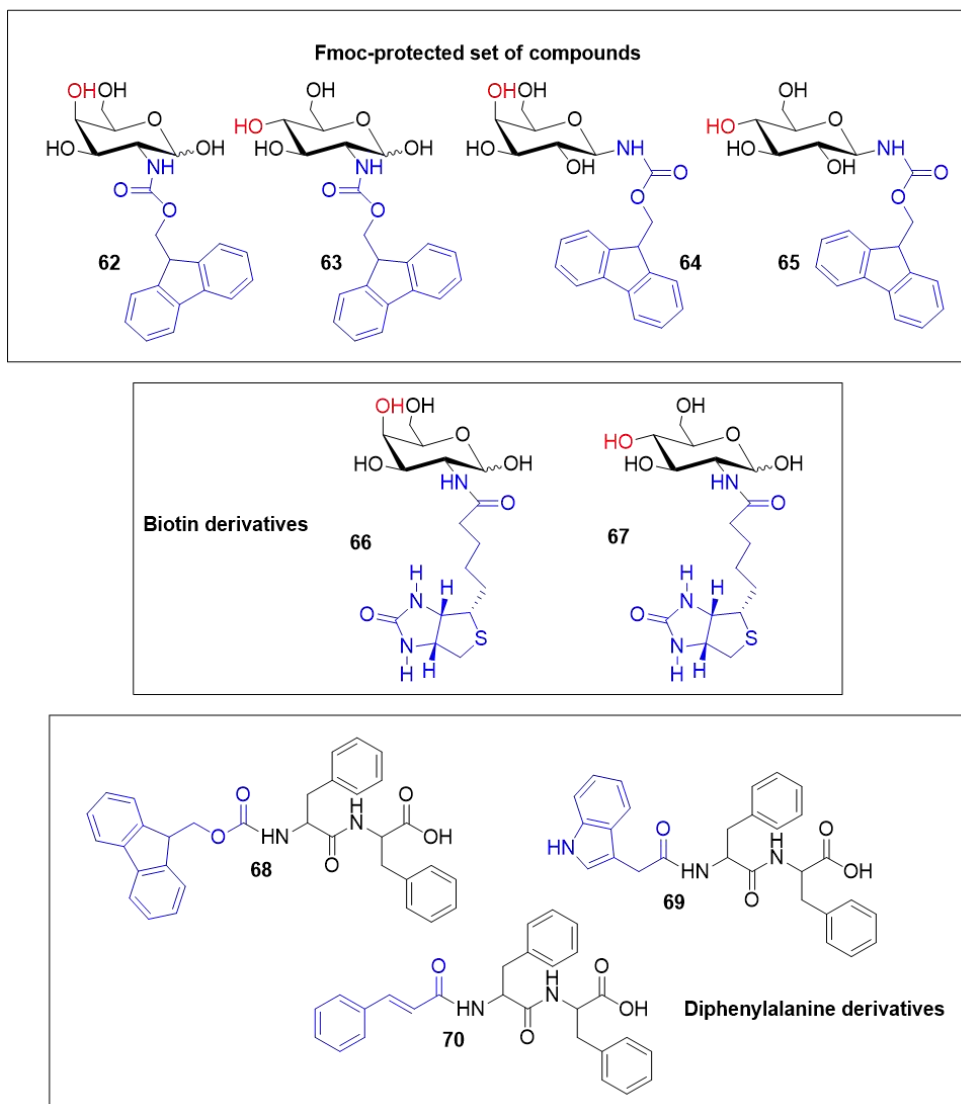 Fmoc-protected set of compounds
OH OH
O
HO OH
NH
O O
62
OH
HO O
HO OH
NH
O O
63
OH OH
O
HO NH
OH O
O
64
OH
HO O
HO NH
OH O
O
65
Biotin derivatives
OH OH
O
HO OH
HN
O
66
H
N H
O
N S
H H
OH
HO O
HO OH
HN
O
67
H
N H
O
N S
H H
O O
O N H N OH
H O
68
O O
HN N H N OH
H O
69
O O
N H N OH
H O
70
Diphenylalanine derivatives